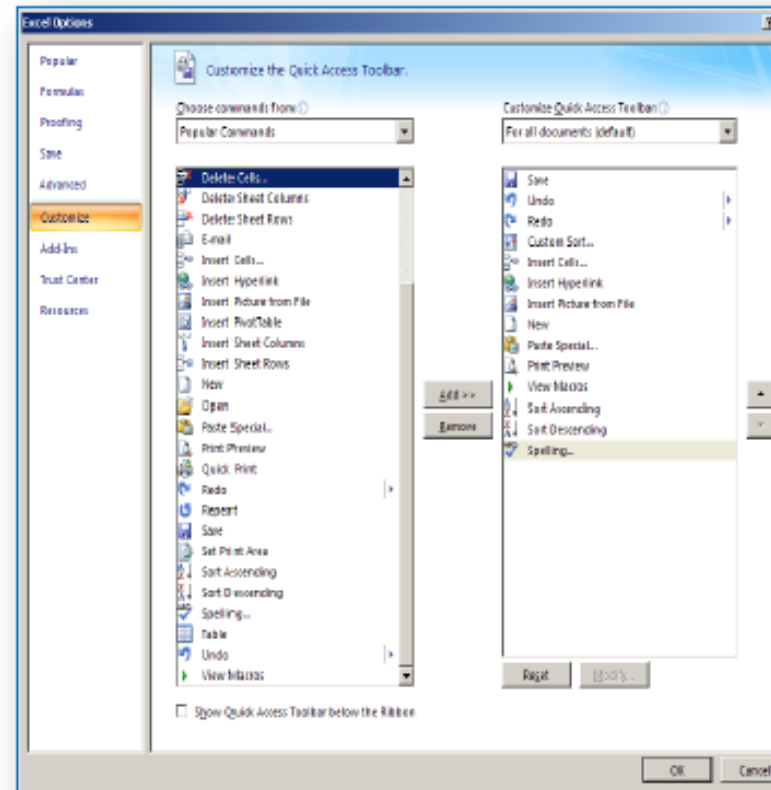 Excel Options
Popular
Formulas
Proofing
Save
Advanced
Customize
Add-Ins
Trust Center
Resources
Customize the Quick Access Toolbar.
Choose commands from:
Popular Commands
Delete Cells...
Delete Sheet Columns
Delete Sheet Rows
E-mail
Insert Cells...
Insert Hyperlink
Insert Picture from File
Insert PivotTable
Insert Sheet Columns
Insert Sheet Rows
New
Open
Paste Special...
Print Preview
Quick Print
Redo
Repeat
Save
Set Print Area
Sort Ascending
Sort Descending
Spelling...
Table
Undo
View Macros
Show Quick Access Toolbar below the Ribbon
Add >>
Remove
Customize Quick Access Toolbar:
For all documents (default)
Save
Undo
Redo
Custom Sort...
Insert Cells...
Insert Hyperlink
Insert Picture from File
New
Paste Special...
Print Preview
View Macros
Sort Ascending
Sort Descending
Spelling...
Reset
Modify...
OK
Cancel